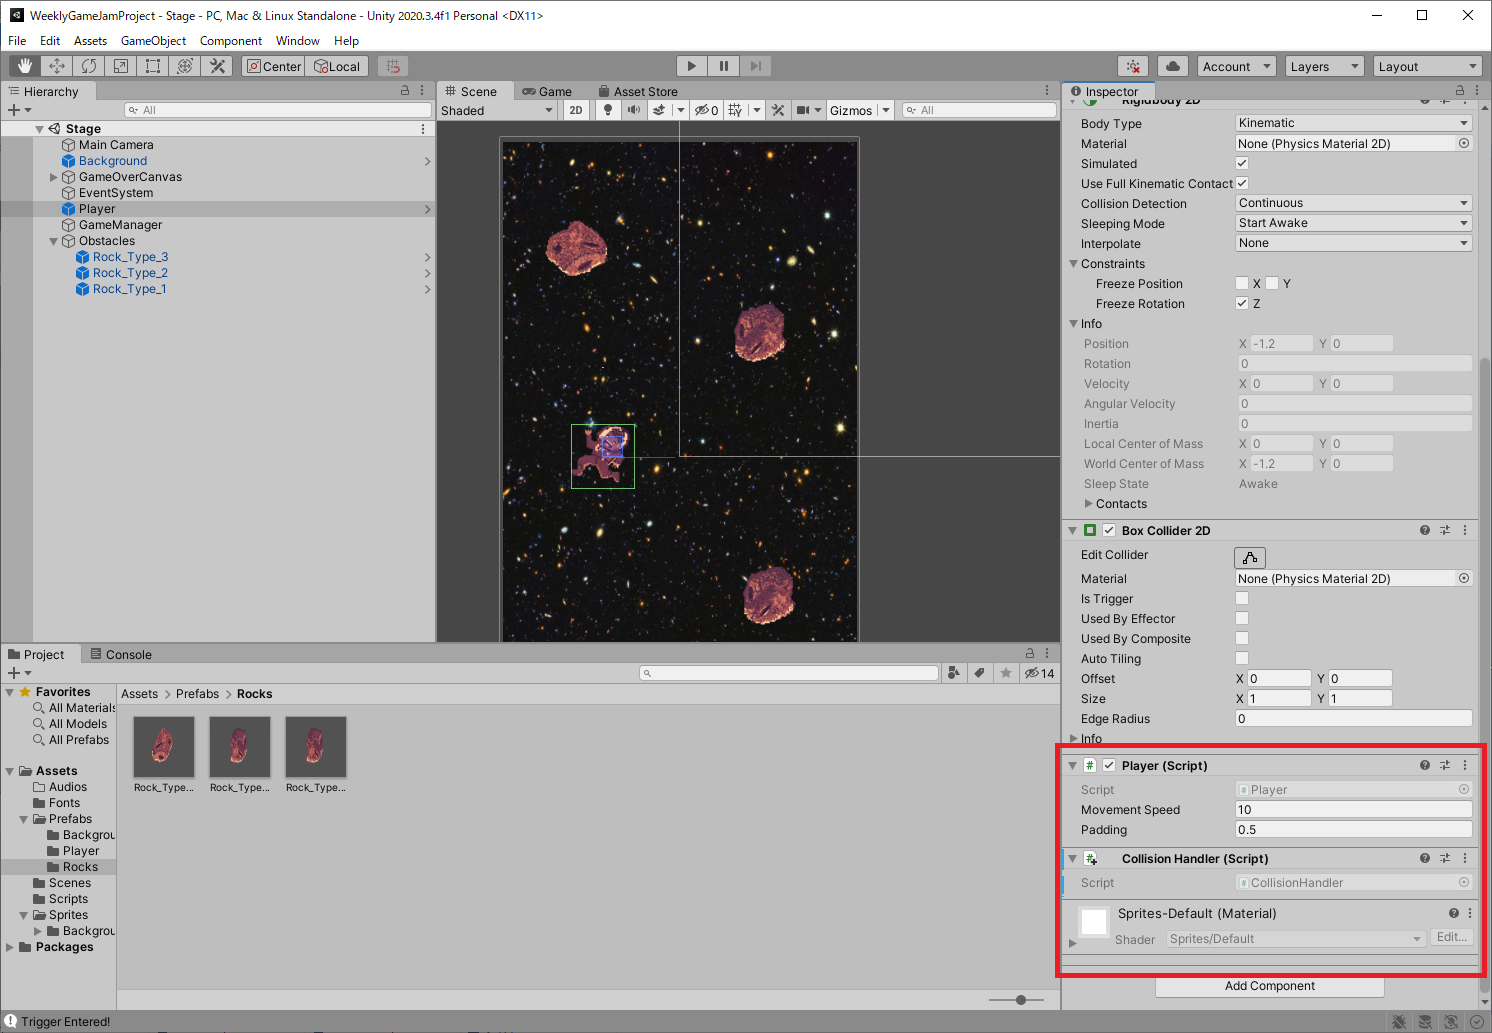 WeeklyGameJamProject - Stage - PC, Mac & Linux Standalone - Unity 2020.3.4f1 Personal <DX11>
File Edit Assets GameObject Component Window Help
Center Local Account Layers Layout
Hierarchy
All
Stage
Main Camera
Background
GameOverCanvas
EventSystem
Player
GameManager
Obstacles
Rock_Type_3
Rock_Type_2
Rock_Type_1
Scene Game Asset Store
Shaded 2D 0 Gizmos All
Inspector
Rigidbody 2D
Body Type Kinematic
Material None (Physics Material 2D)
Simulated
Use Full Kinematic Contact
Collision Detection Continuous
Sleeping Mode Start Awake
Interpolate None
Constraints
Freeze Position X Y
Freeze Rotation Z
Info
Position X -1.2 Y 0
Rotation 0
Velocity X 0 Y 0
Angular Velocity 0
Inertia 0
Local Center of Mass X 0 Y 0
World Center of Mass X -1.2 Y 0
Sleep State Awake
Contacts
Box Collider 2D
Edit Collider
Material None (Physics Material 2D)
Is Trigger
Used By Effector
Used By Composite
Auto Tiling
Offset X 0 Y 0
Size X 1 Y 1
Edge Radius 0
Info
Player (Script)
Script Player
Movement Speed 10
Padding 0.5
Collision Handler (Script)
Script CollisionHandler
Sprites-Default (Material)
Shader Sprites/Default Edit...
Add Component
Project Console
14
Favorites
All Materials
All Models
All Prefabs
Assets
Audios
Fonts
Prefabs
Backgrou
Player
Rocks
Scenes
Scripts
Sprites
Backgrou
Packages
Assets > Prefabs > Rocks
Rock_Type... Rock_Type... Rock_Type...
Trigger Entered!